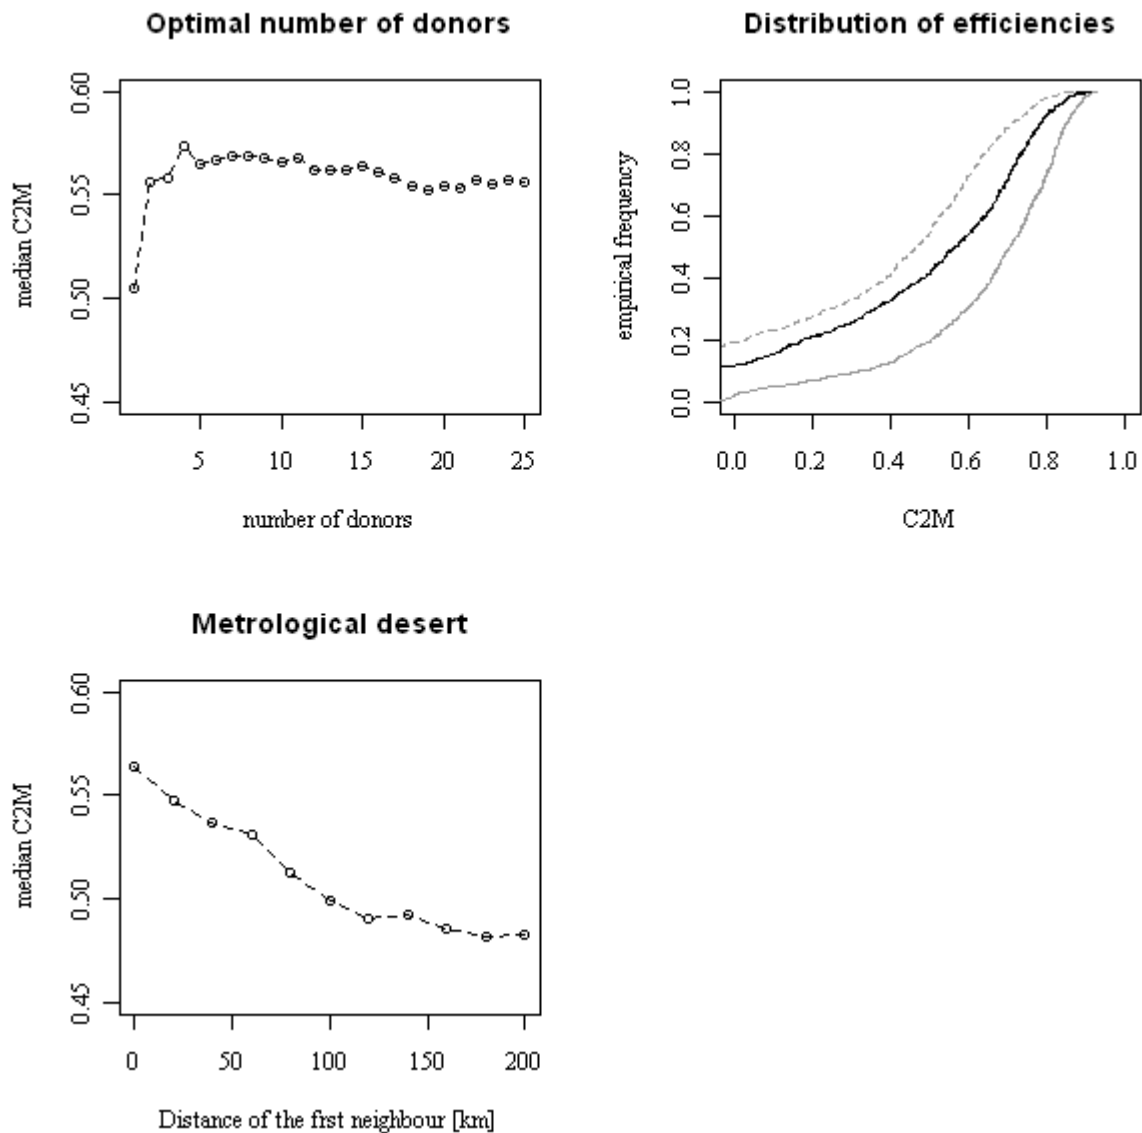 Optimal number of donors
0.60
0.55
0.50
0.45
median C2M
5 10 15 20 25
number of donors
Distribution of efficiencies
1.0
0.8
0.6
0.4
0.2
0.0
empirical frequency
0.0 0.2 0.4 0.6 0.8 1.0
C2M
Metrological desert
0.60
0.55
0.50
0.45
median C2M
0 50 100 150 200
Distance of the frst neighbour [km]